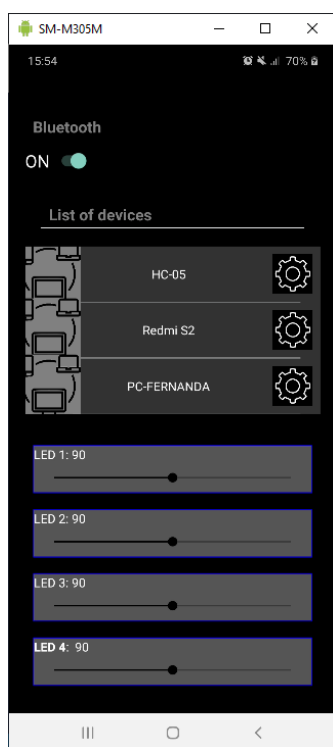 SM-M305M
15:54
70%
Bluetooth
ON
List of devices
HC-05
Redmi S2
PC-FERNANDA
LED 1: 90
LED 2: 90
LED 3: 90
LED 4: 90